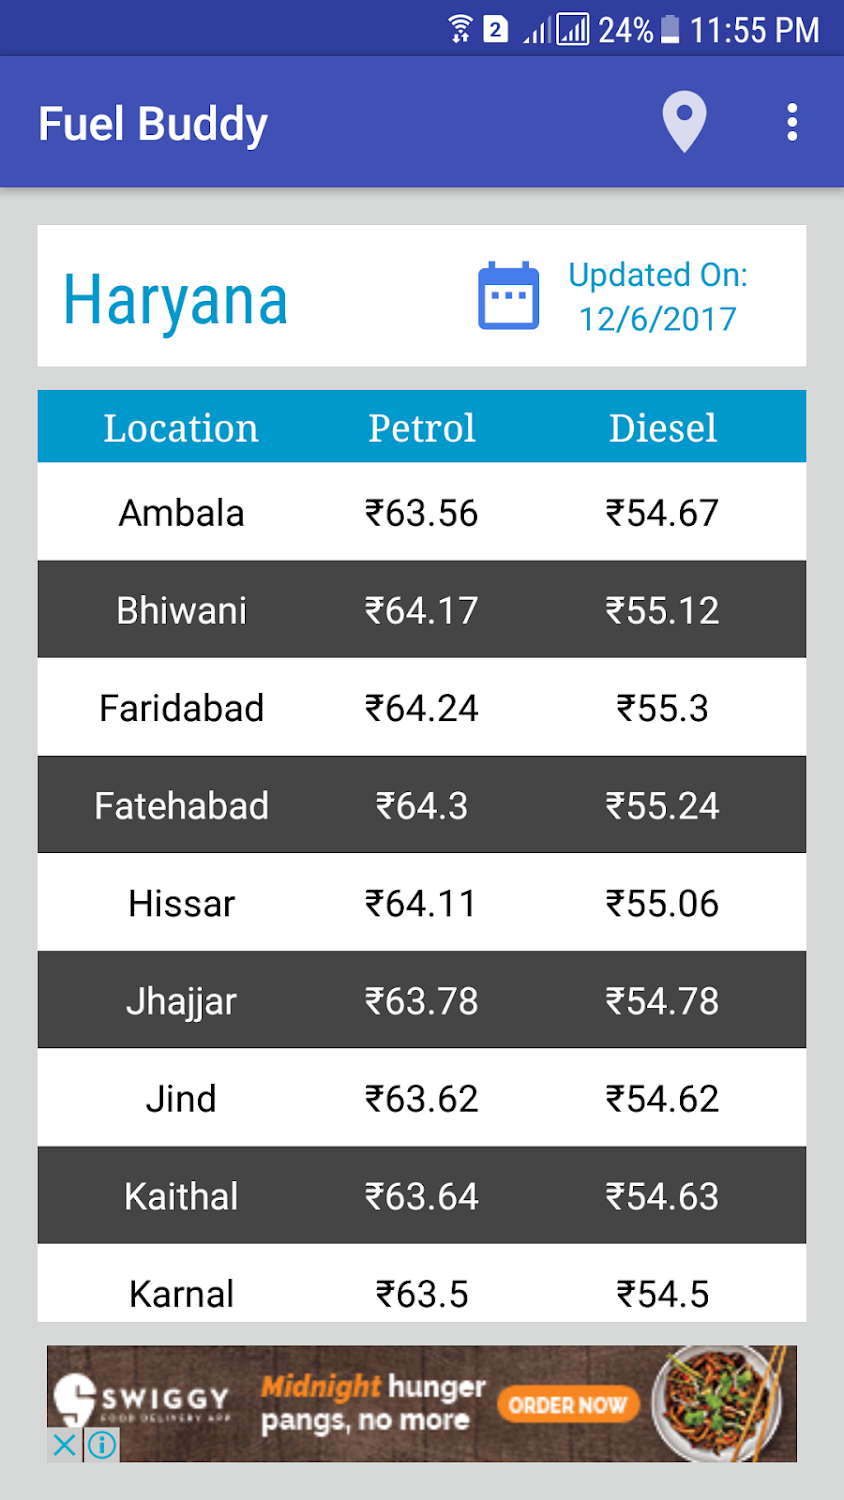 2 24% 11:55 PM
Fuel Buddy
Haryana
Updated On:
12/6/2017
Location Petrol Diesel
Ambala ₹63.56 ₹54.67
Bhiwani ₹64.17 ₹55.12
Faridabad ₹64.24 ₹55.3
Fatehabad ₹64.3 ₹55.24
Hissar ₹64.11 ₹55.06
Jhajjar ₹63.78 ₹54.78
Jind ₹63.62 ₹54.62
Kaithal ₹63.64 ₹54.63
Karnal ₹63.5 ₹54.5
SWIGGY
FOOD DELIVERY APP
Midnight hunger
pangs, no more
ORDER NOW